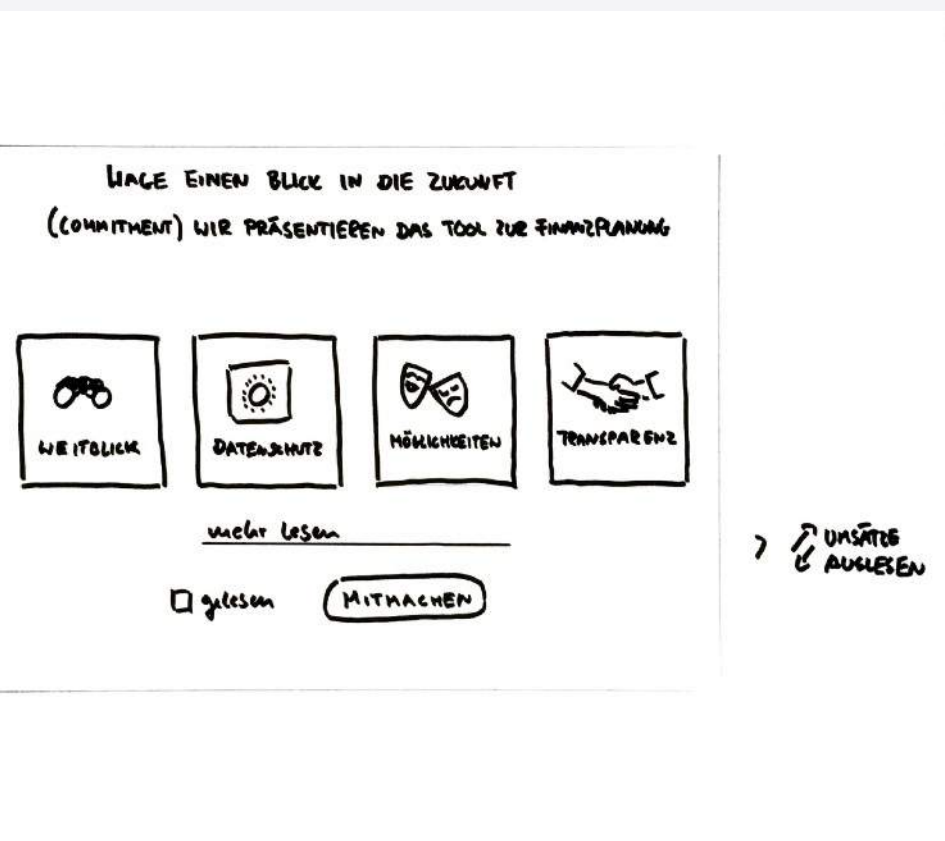 WAGE EINEN BLICK IN DIE ZUKUNFT
(COMMITMENT) WIR PRÄSENTIEREN DAS TOOL ZUR FINANZPLANUNG
WEITBLICK
DATENSCHUTZ
MÖGLICHKEITEN
TRANSPARENZ
mehr lesen
gelesen
MITMACHEN
> UMSÄTZE
AUSLESEN